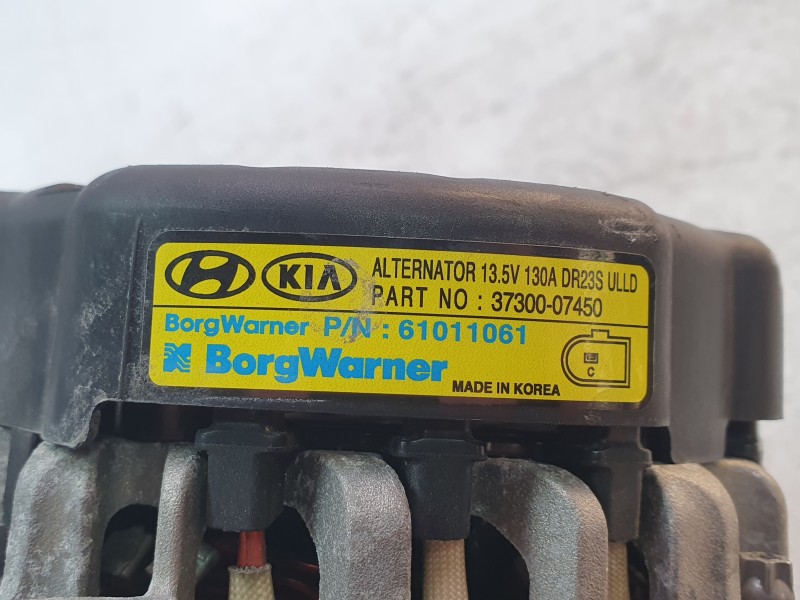 KIA ALTERNATOR 13.5V 130A DR23S ULLD
PART NO : 37300-07450
BorgWarner P/N : 61011061
BorgWarner
MADE IN KOREA
C